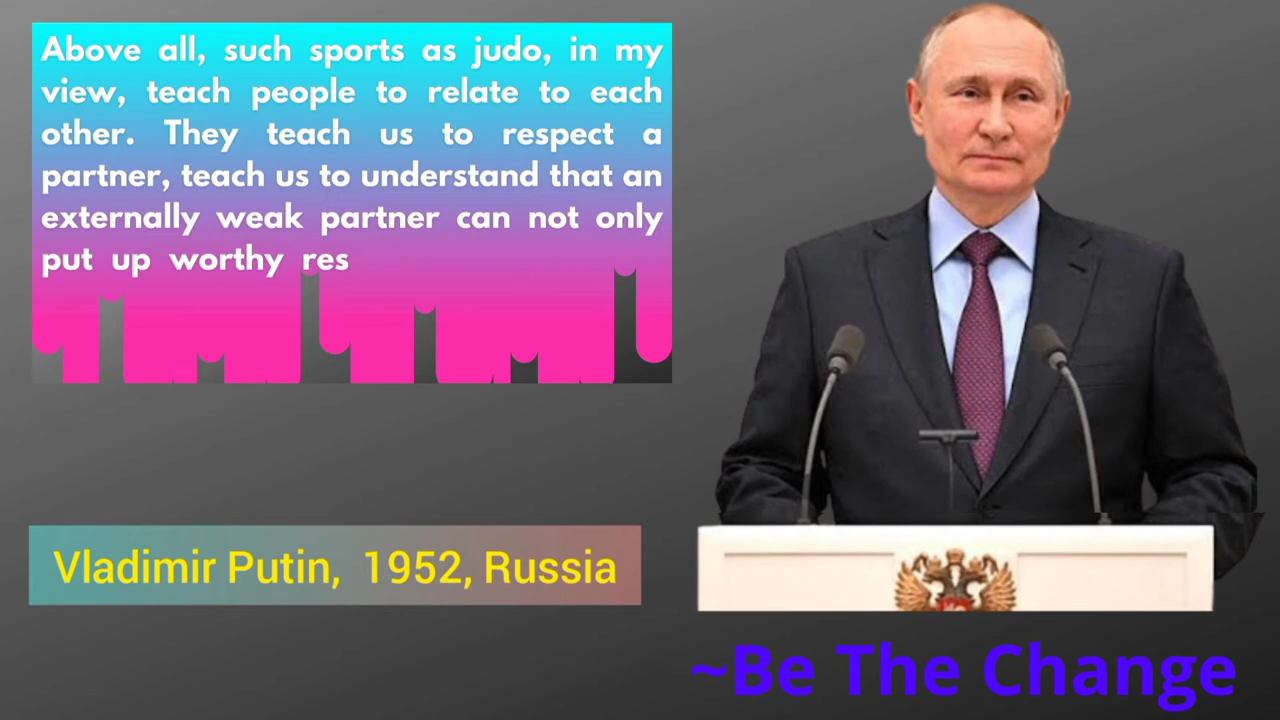 Above all, such sports as judo, in my
view, teach people to relate to each
other. They teach us to respect a
partner, teach us to understand that an
externally weak partner can not only
put up worthy res
Vladimir Putin, 1952, Russia
~Be The Change